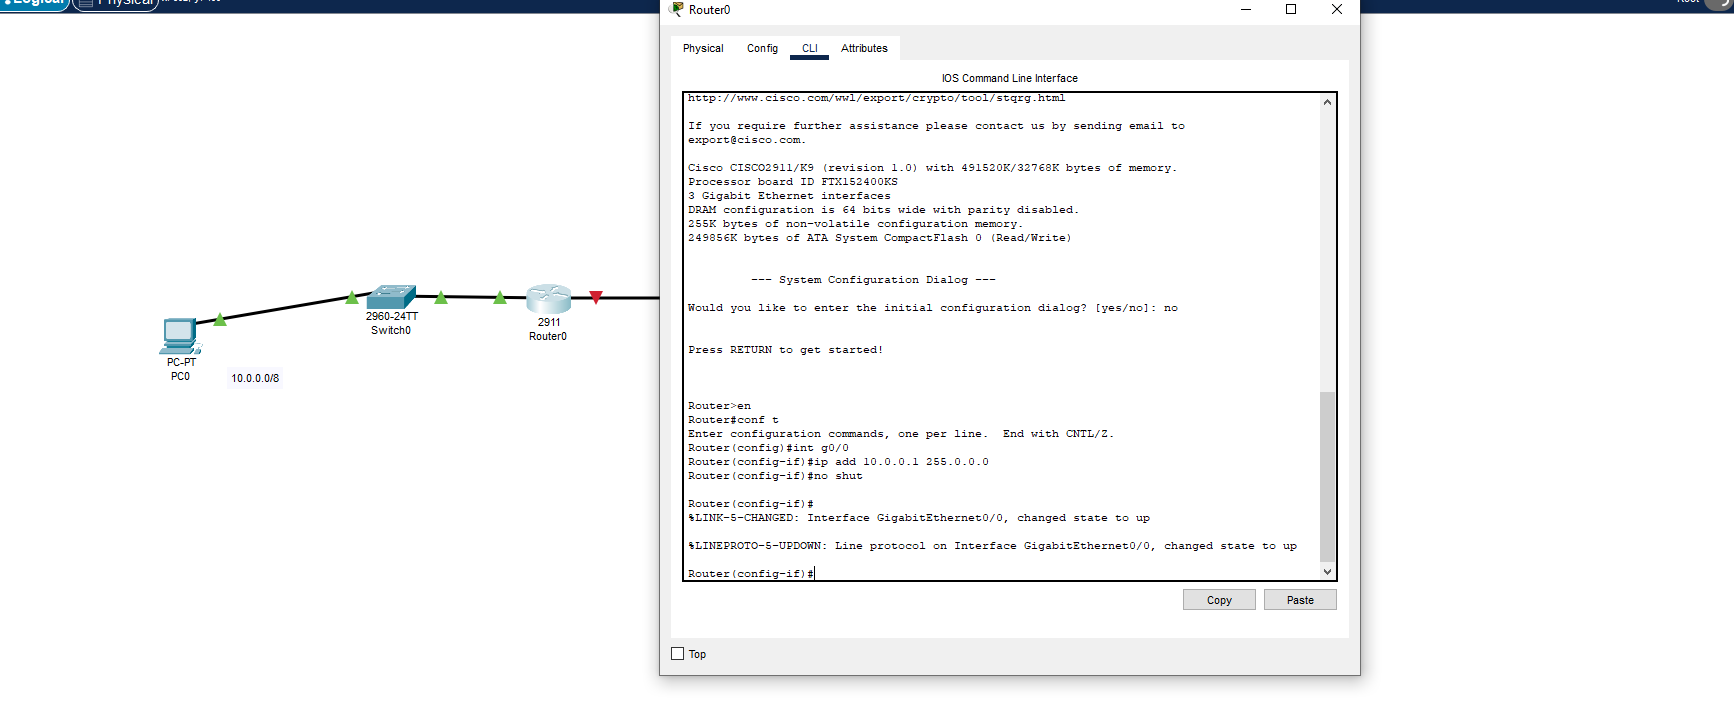 Logical
Physical
Root
Router0
Physical
Config
CLI
Attributes
IOS Command Line Interface
http://www.cisco.com/wwl/export/crypto/tool/stqrg.html
If you require further assistance please contact us by sending email to
export@cisco.com.
Cisco CISCO2911/K9 (revision 1.0) with 491520K/32768K bytes of memory.
Processor board ID FTX152400KS
3 Gigabit Ethernet interfaces
DRAM configuration is 64 bits wide with parity disabled.
255K bytes of non-volatile configuration memory.
249856K bytes of ATA System CompactFlash 0 (Read/Write)
--- System Configuration Dialog ---
Would you like to enter the initial configuration dialog? [yes/no]: no
Press RETURN to get started!
Router>en
Router#conf t
Enter configuration commands, one per line.  End with CNTL/Z.
Router(config)#int g0/0
Router(config-if)#ip add 10.0.0.1 255.0.0.0
Router(config-if)#no shut
Router(config-if)#
%LINK-5-CHANGED: Interface GigabitEthernet0/0, changed state to up
%LINEPROTO-5-UPDOWN: Line protocol on Interface GigabitEthernet0/0, changed state to up
Router(config-if)#
Copy
Paste
Top
2960-24TT
Switch0
2911
Router0
PC-PT
PC0
10.0.0.0/8